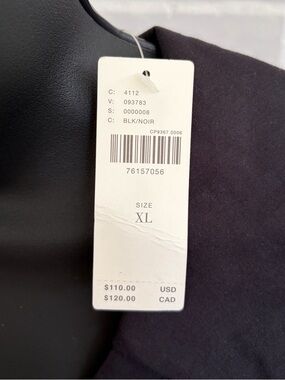 C: 4112
V: 093783
S: 0000008
C: BLK/NOIR
CP9367.0006
76157056
SIZE
XL
$110.00 USD
$120.00 CAD